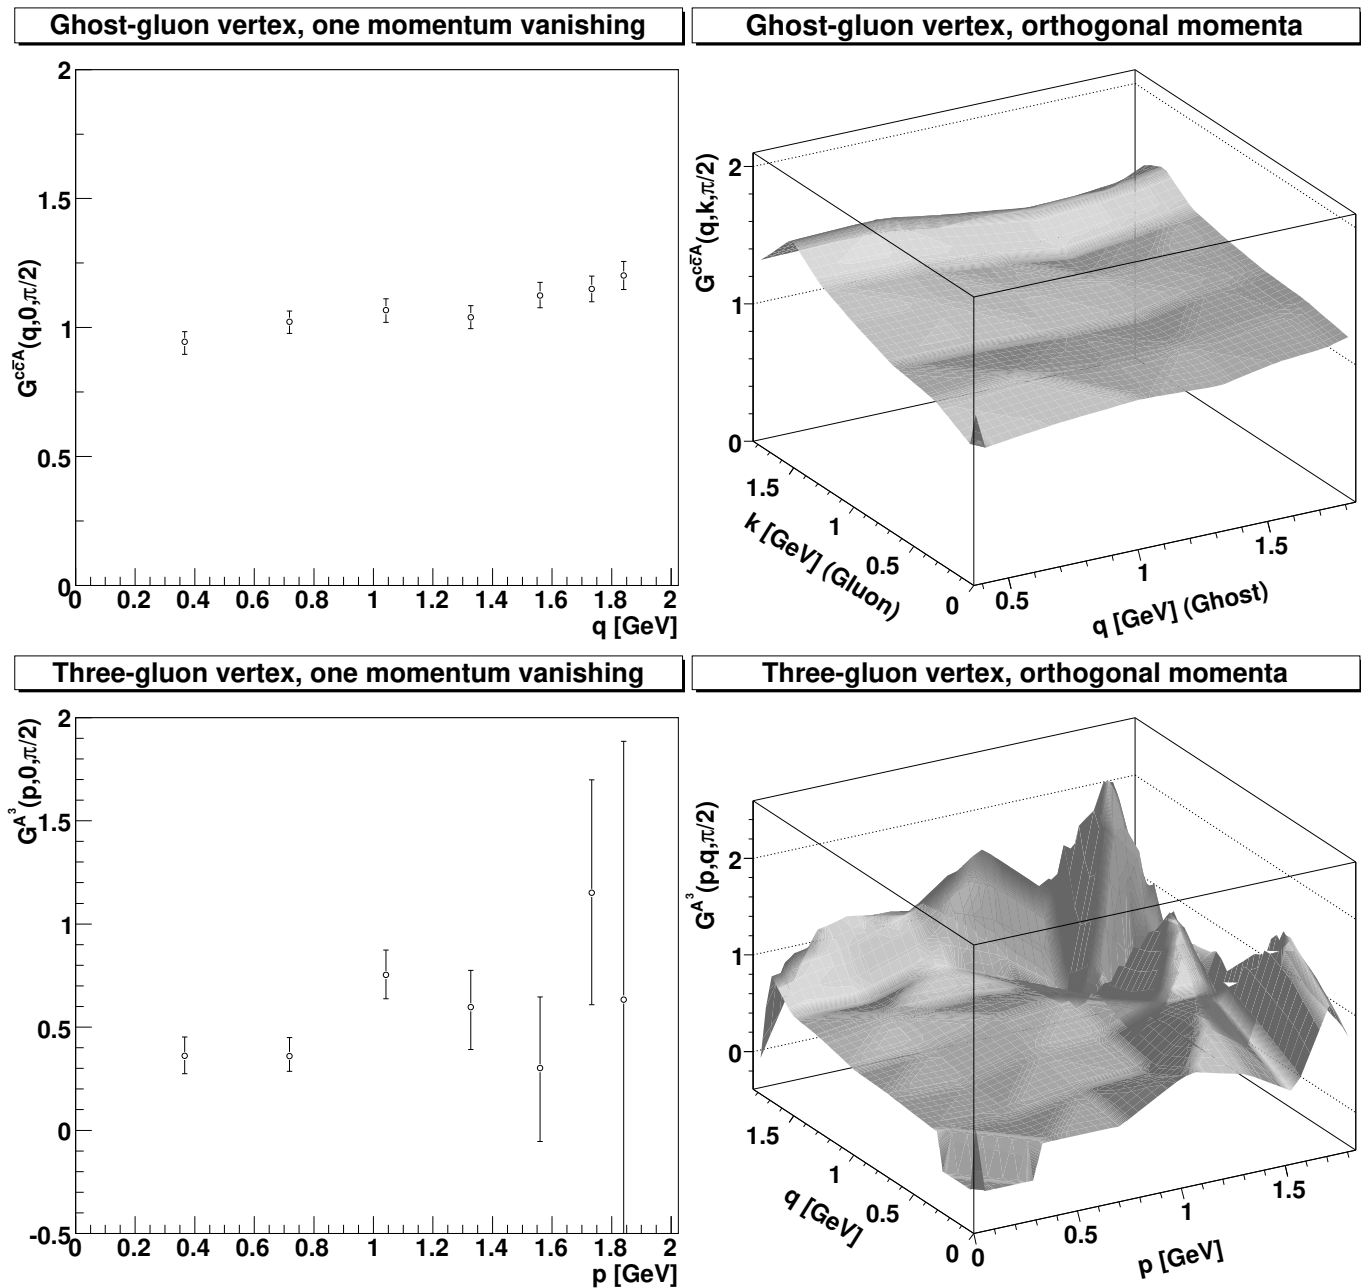 Ghost-gluon vertex, one momentum vanishing
G^{cc̄A}(q,0,π/2)
2
1.5
1
0.5
0
0 0.2 0.4 0.6 0.8 1 1.2 1.4 1.6 1.8 2
q [GeV]
Ghost-gluon vertex, orthogonal momenta
G^{cc̄A}(q,k,π/2)
2
1
0
1.5
1
0.5
0
k [GeV] (Gluon)
0.5
1
1.5
q [GeV] (Ghost)
Three-gluon vertex, one momentum vanishing
G^{A^3}(p,0,π/2)
2
1.5
1
0.5
0
-0.5
0 0.2 0.4 0.6 0.8 1 1.2 1.4 1.6 1.8 2
p [GeV]
Three-gluon vertex, orthogonal momenta
G^{A^3}(p,q,π/2)
2
1
0
1.5
1
0.5
0
q [GeV]
0
0.5
1
1.5
p [GeV]